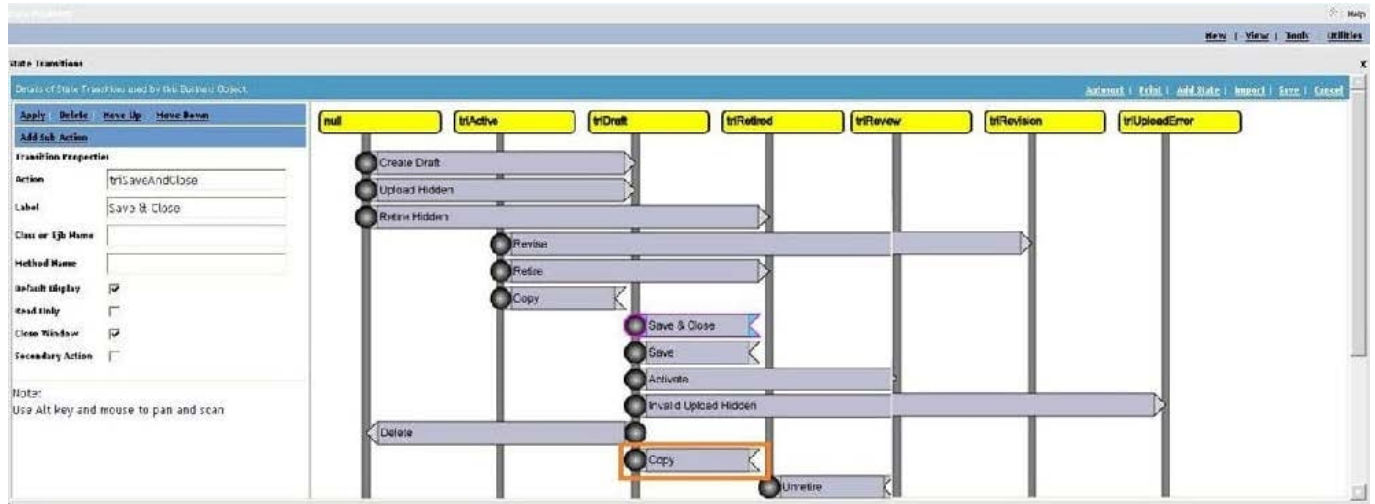 Help
New | View | Tools | Utilities
State Transitions
X
Details of State Transitions used by this Business Object.
Autosort | Print | Add State | Import | Save | Cancel
Apply Delete Move Up Move Down
Add Sub Action
Transition Properties
Action triSaveAndClose
Label Save & Close
Class or Ejb Name
Method Name
Default Display
Read Only
Close Window
Secondary Action
Note:
Use Alt key and mouse to pan and scan
null triActive triDraft triRetired triReview triRevision triUploadError
Create Draft
Upload Hidden
Retire Hidden
Revise
Retire
Copy
Save & Close
Save
Activate
Invalid Upload Hidden
Delete
Copy
Unretire